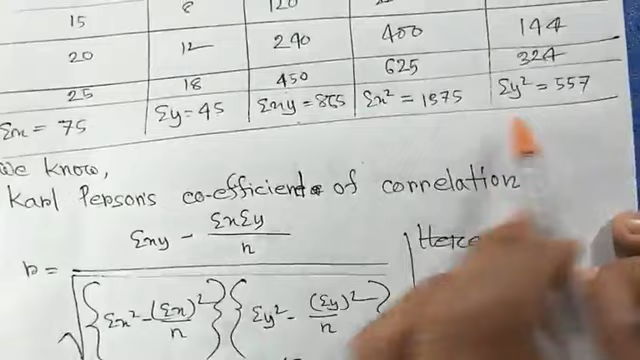 15 8 120
20 12 240 400 144
25 18 450 625 324
Σx = 75 Σy = 45 Σxy = 865 Σx² = 1375 Σy² = 557
We know,
Karl Person's co-efficient of correlation
r = Σxy - ΣxΣy/n / √{Σx² - (Σx)²/n}{Σy² - (Σy)²/n}
Here